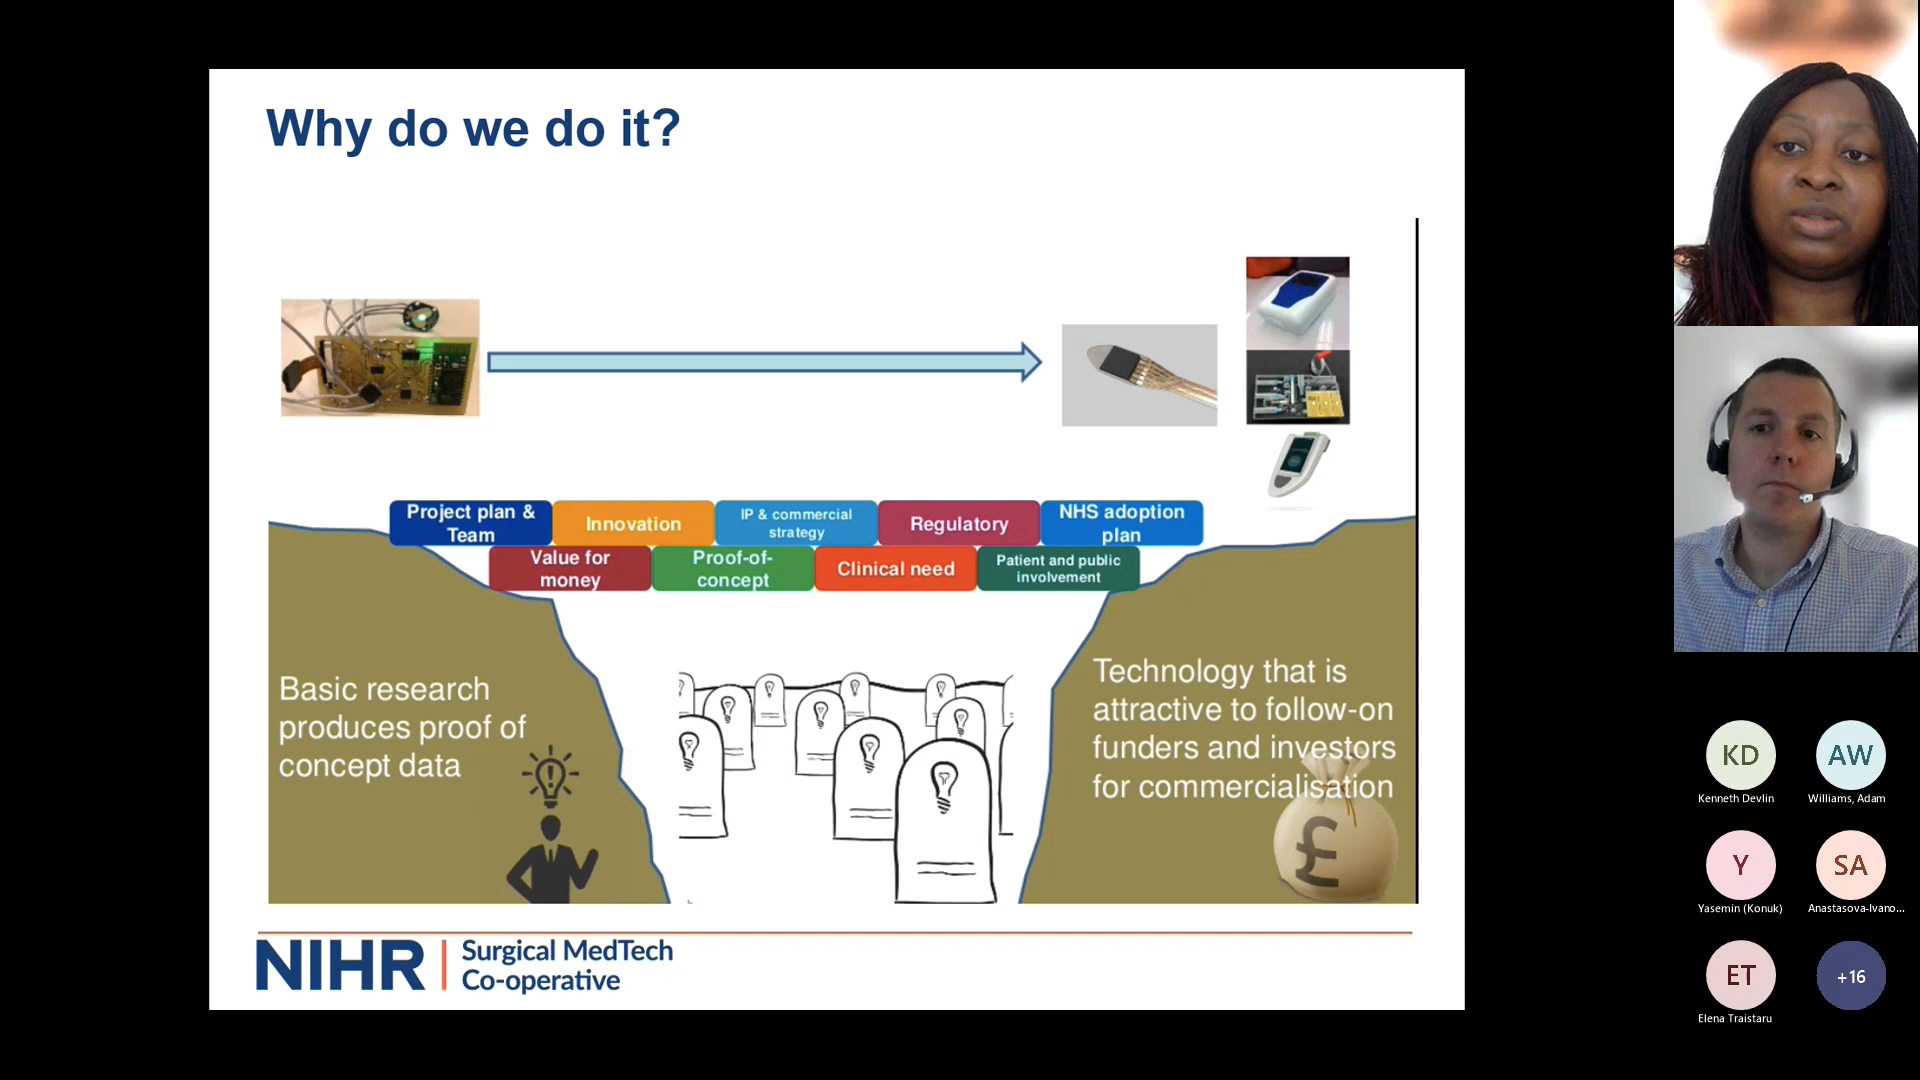 Why do we do it?
Project plan &
Team
Innovation
IP & commercial
strategy
Regulatory
NHS adoption
plan
Value for
money
Proof-of-
concept
Clinical need
Patient and public
involvement
Basic research
produces proof of
concept data
Technology that is
attractive to follow-on
funders and investors
for commercialisation
£
NIHR
Surgical MedTech
Co-operative
KD
Kenneth Devlin
AW
Williams, Adam
Y
Yasemin (Konuk)
SA
Anastasova-Ivano...
ET
Elena Traistaru
+16